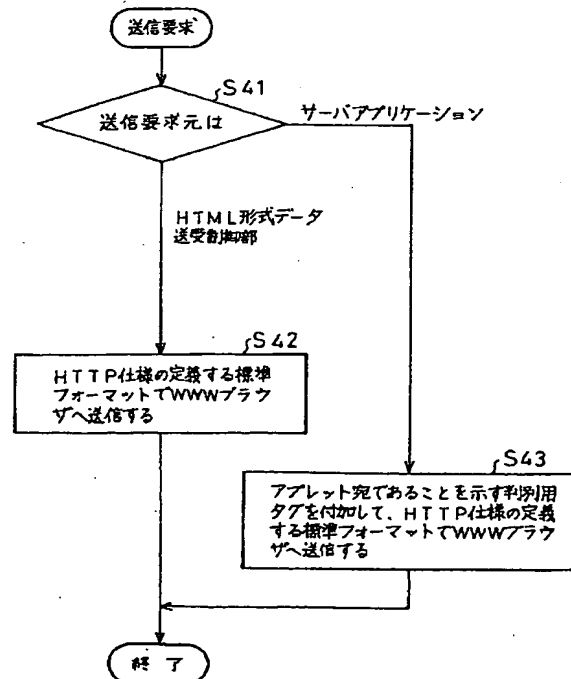 送信要求
S41
送信要求元は
サーバアプリケーション
HTML形式データ
送受制御部
S42
HTTP仕様の定義する標準
フォーマットでWWWブラウ
ザへ送信する
S43
アプレット宛であることを示す判別用
タグを付加して、HTTP仕様の定義
する標準フォーマットでWWWブラウ
ザへ送信する
終了